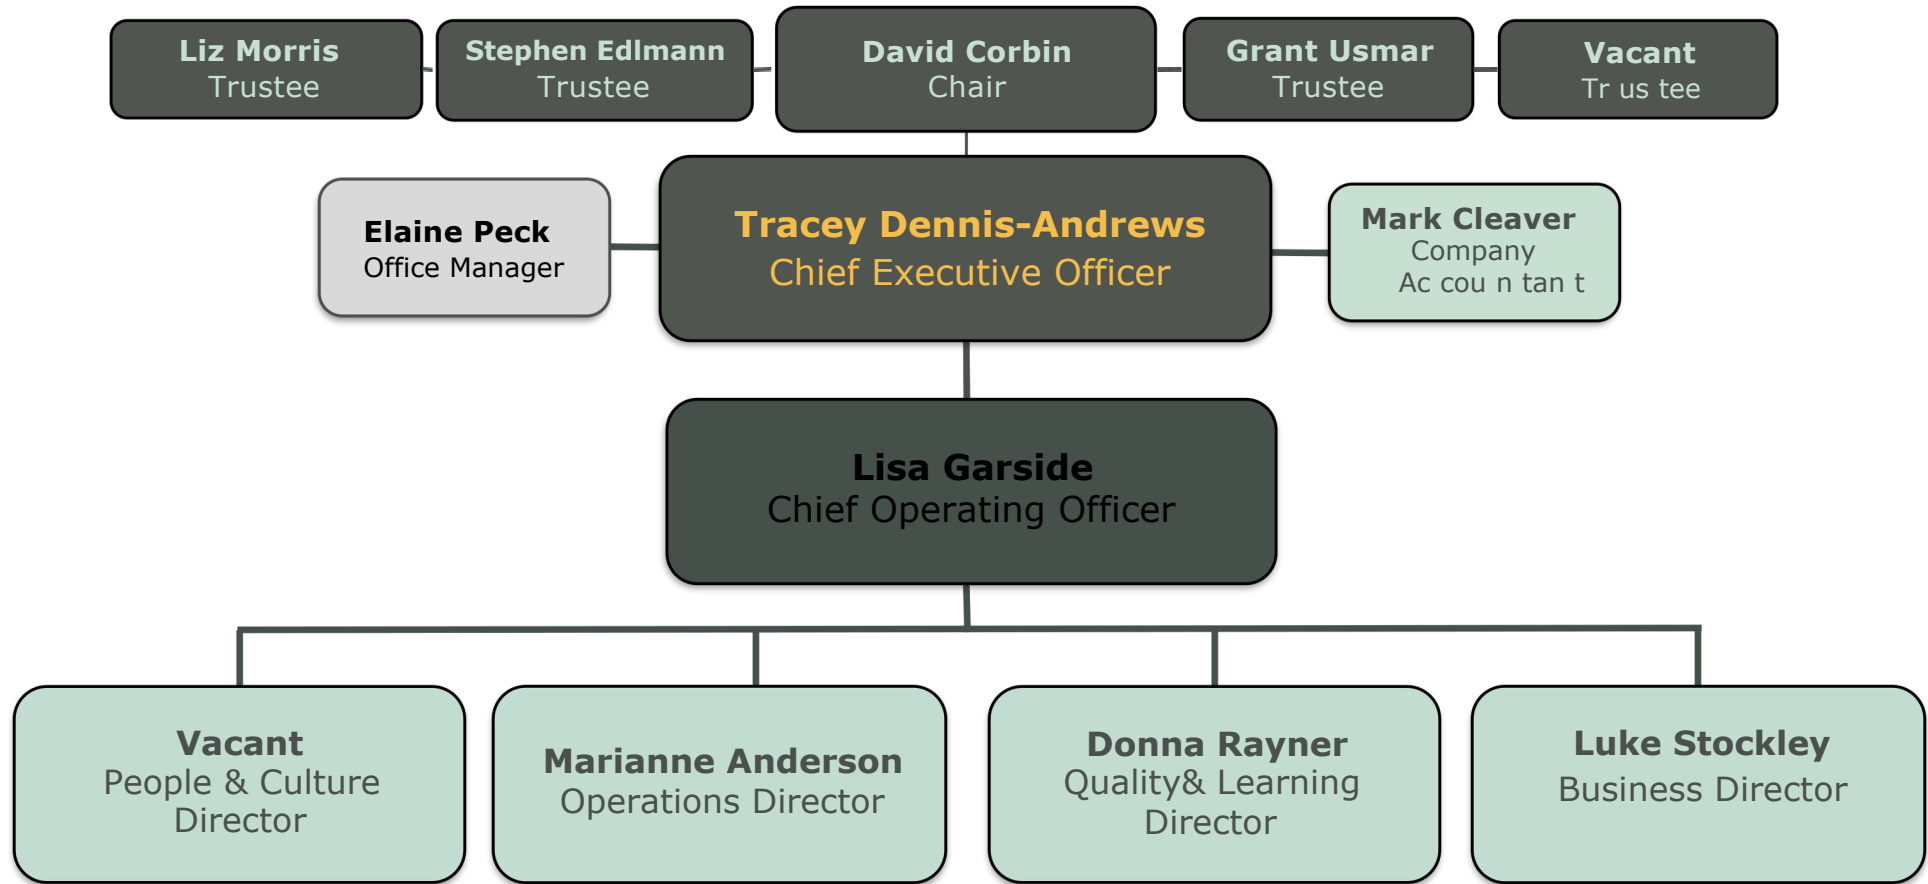 Liz Morris
Trustee
Stephen Edlmann
Trustee
David Corbin
Chair
Grant Usmar
Trustee
Vacant
Tr us tee
Elaine Peck
Office Manager
Tracey Dennis-Andrews
Chief Executive Officer
Mark Cleaver
Company
Ac cou n tan t
Lisa Garside
Chief Operating Officer
Vacant
People & Culture
Director
Marianne Anderson
Operations Director
Donna Rayner
Quality& Learning
Director
Luke Stockley
Business Director